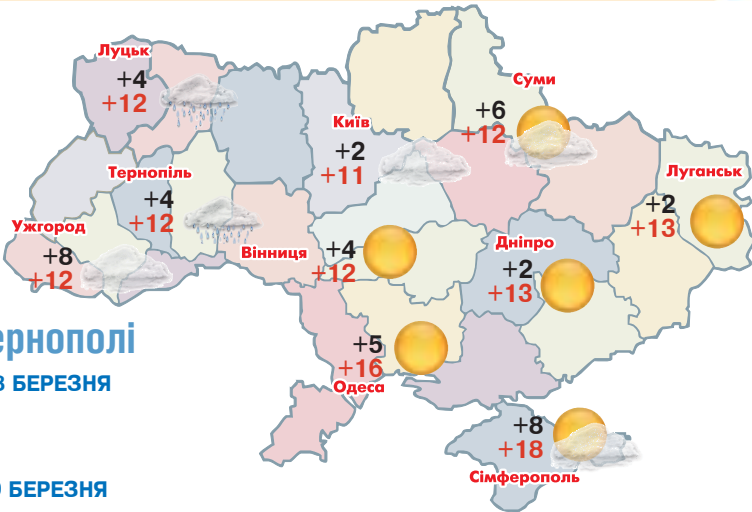 Луцьк
+4
+12
Суми
+6
+12
Київ
+2
+11
Тернопіль
+4
+12
Луганськ
+2
+13
Ужгород
+8
+12
Вінниця
+4
+12
Дніпро
+2
+13
ернополі
БЕРЕЗНЯ
+5
+16
Одеса
+8
+18
Сімферополь
БЕРЕЗНЯ